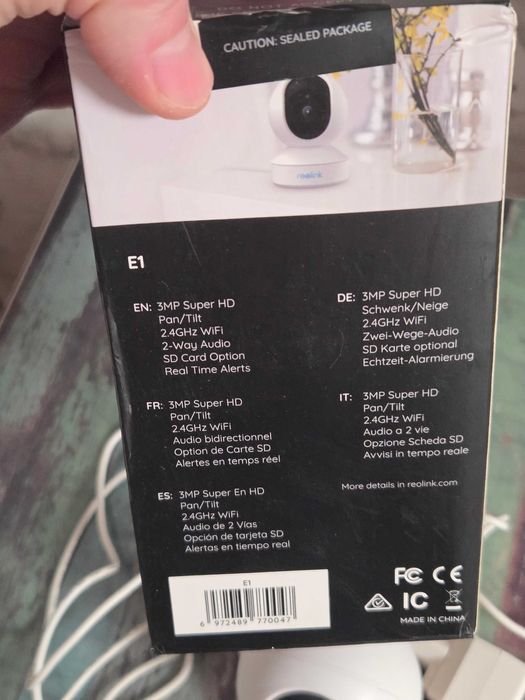 CAUTION: SEALED PACKAGE
reolink
E1
EN: 3MP Super HD
Pan/Tilt
2.4GHz WiFi
2-Way Audio
SD Card Option
Real Time Alerts
DE: 3MP Super HD
Schwenk/Neige
2.4GHz WiFi
Zwei-Wege-Audio
SD Karte optional
Echtzeit-Alarmierung
FR: 3MP Super HD
Pan/Tilt
2.4GHz WiFi
Audio bidirectionnel
Option de Carte SD
Alertes en temps réel
IT: 3MP Super HD
Pan/Tilt
2.4GHz WiFi
Audio a 2 vie
Opzione Scheda SD
Avvisi in tempo reale
ES: 3MP Super En HD
Pan/Tilt
2.4GHz WiFi
Audio de 2 Vías
Opción de tarjeta SD
Alertas en tiempo real
More details in reolink.com
E1
6 972489 770047
FC CE
IC
MADE IN CHINA